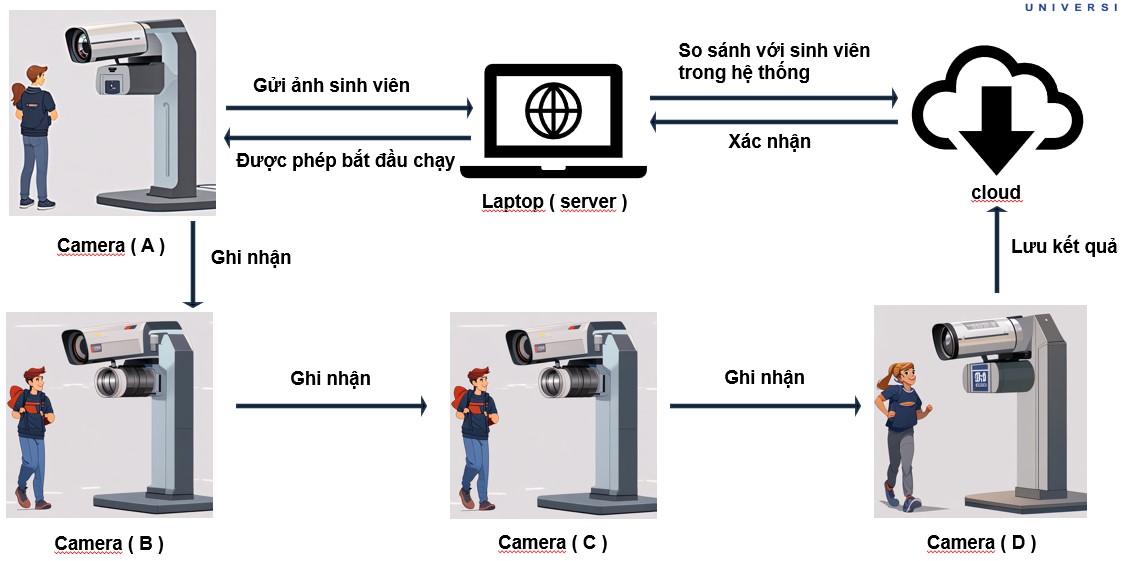 UNIVERSI
Gửi ảnh sinh viên
Được phép bắt đầu chạy
Laptop ( server )
So sánh với sinh viên
trong hệ thống
Xác nhận
cloud
Camera ( A )
Ghi nhận
Lưu kết quả
Ghi nhận
Ghi nhận
Camera ( B )
Camera ( C )
Camera ( D )